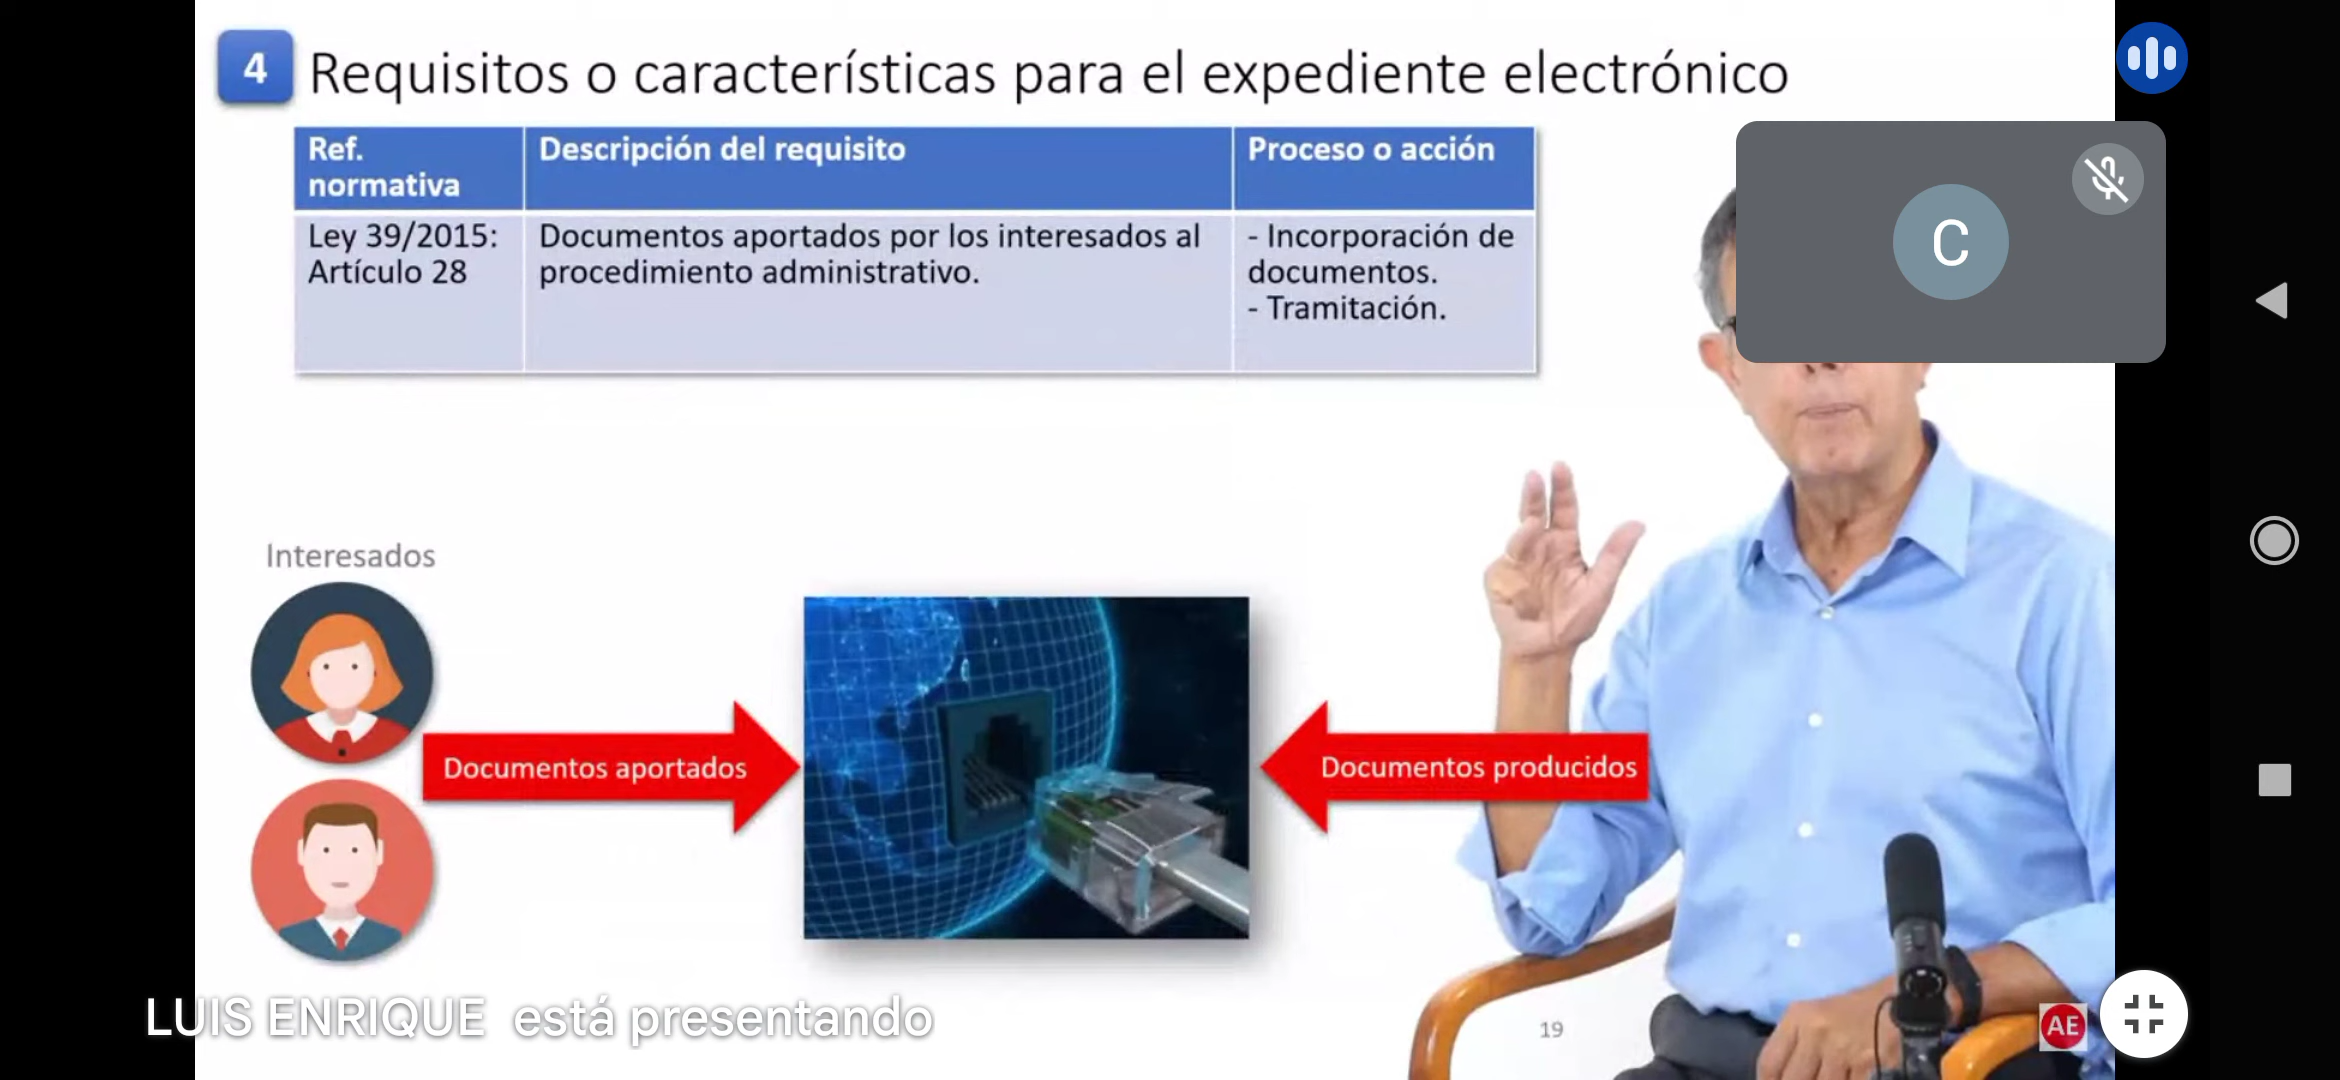 4
Requisitos o características para el expediente electrónico
Ref.
normativa
Descripción del requisito
Proceso o acción
Ley 39/2015:
Artículo 28
Documentos aportados por los interesados al
procedimiento administrativo.
- Incorporación de
documentos.
- Tramitación.
C
Interesados
Documentos aportados
Documentos producidos
LUIS ENRIQUE está presentando
19
AE